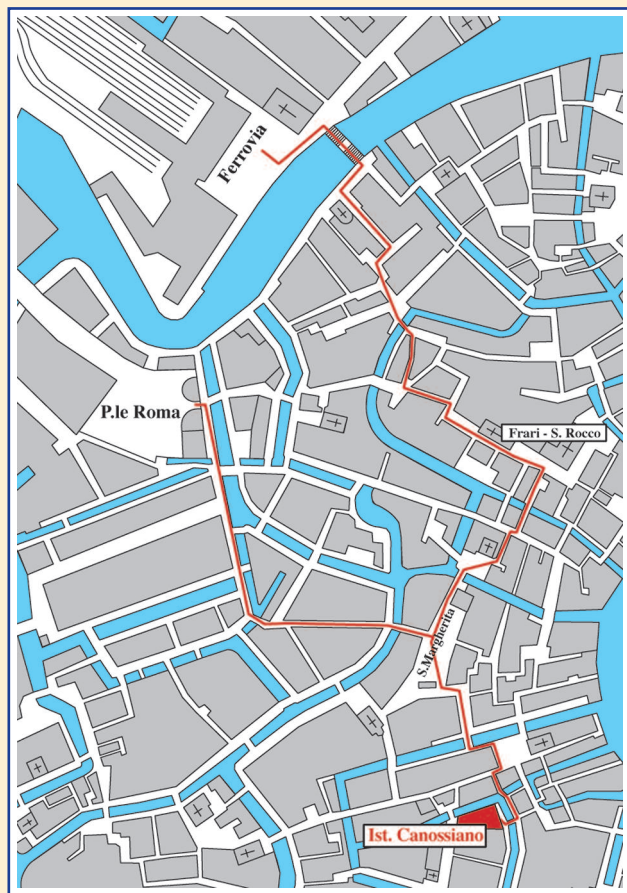 Ferrovia
P.le Roma
Frari - S. Rocco
S.Margherita
Ist. Canossiano